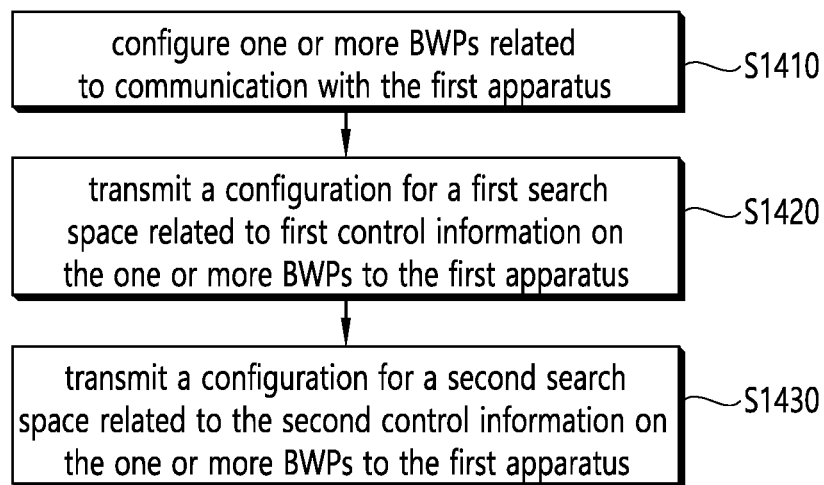 configure one or more BWPs related
to communication with the first apparatus
S1410
transmit a configuration for a first search
space related to first control information on
the one or more BWPs to the first apparatus
S1420
transmit a configuration for a second search
space related to the second control information on
the one or more BWPs to the first apparatus
S1430